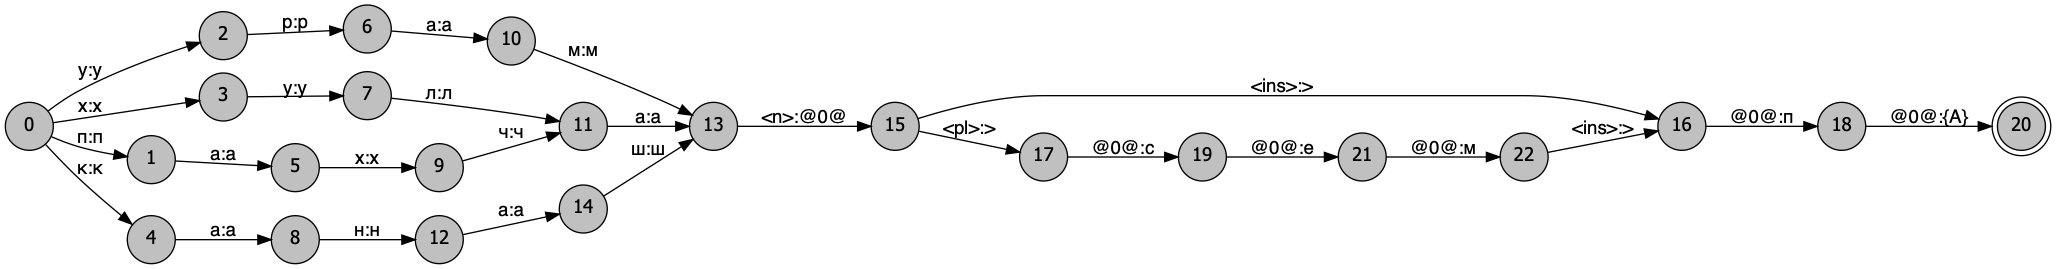 0
у:у
2
р:р
6
а:а
10
м:м
х:х
3
у:у
7
л:л
11
а:а
13
п:п
1
а:а
5
х:х
9
ч:ч
к:к
4
а:а
8
н:н
12
а:а
14
ш:ш
<n>:@0@
15
<ins>:>
<pl>:>
17
@0@:с
19
@0@:е
21
@0@:м
22
<ins>:>
16
@0@:п
18
@0@:{А}
20